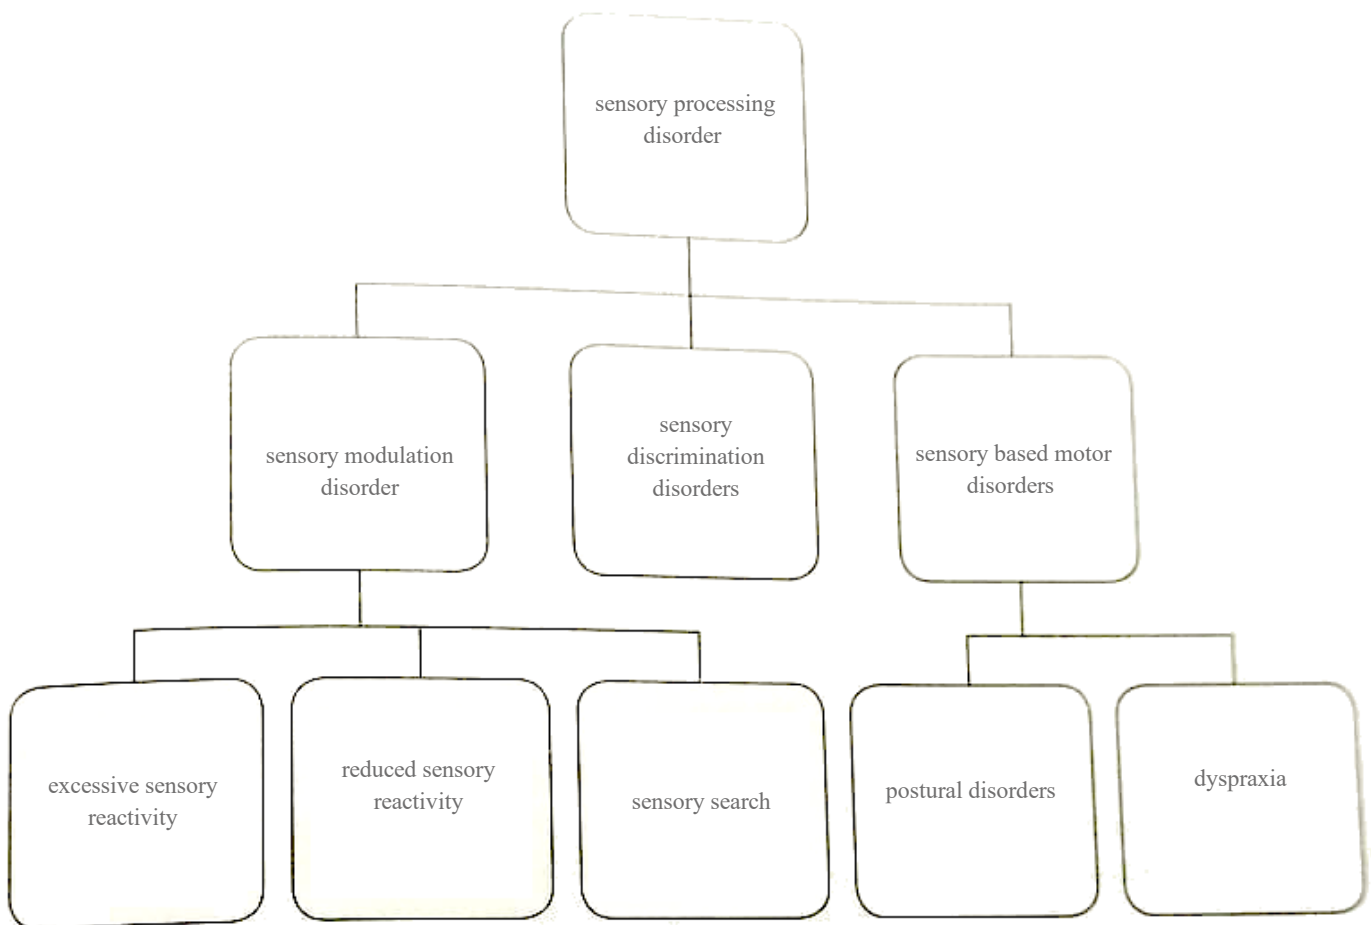 sensory processing
disorder
sensory modulation
disorder
sensory
discrimination
disorders
sensory based motor
disorders
excessive sensory
reactivity
reduced sensory
reactivity
sensory search
postural disorders
dyspraxia